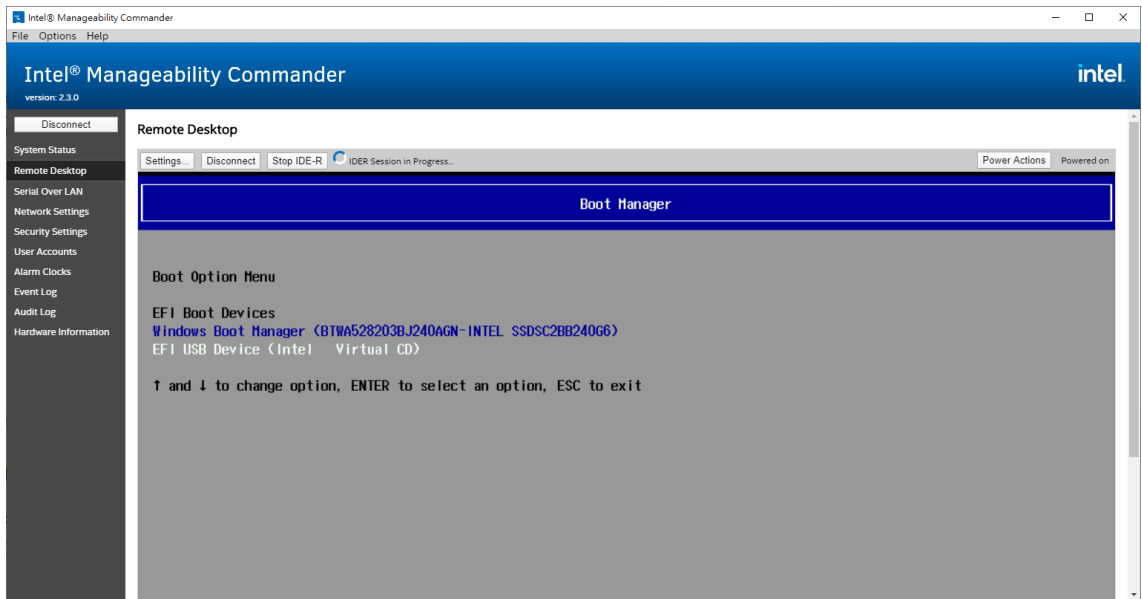 Intel® Manageability Commander
File Options Help
Intel® Manageability Commander
version: 2.3.0
intel.
Disconnect
System Status
Remote Desktop
Serial Over LAN
Network Settings
Security Settings
User Accounts
Alarm Clocks
Event Log
Audit Log
Hardware Information
Remote Desktop
Settings... Disconnect Stop IDE-R IDER Session in Progress... Power Actions Powered on
Boot Manager
Boot Option Menu
EFI Boot Devices
Windows Boot Manager (BTWA528203BJ240AGN-INTEL SSDSC2BB240G6)
EFI USB Device (Intel Virtual CD)
↑ and ↓ to change option, ENTER to select an option, ESC to exit